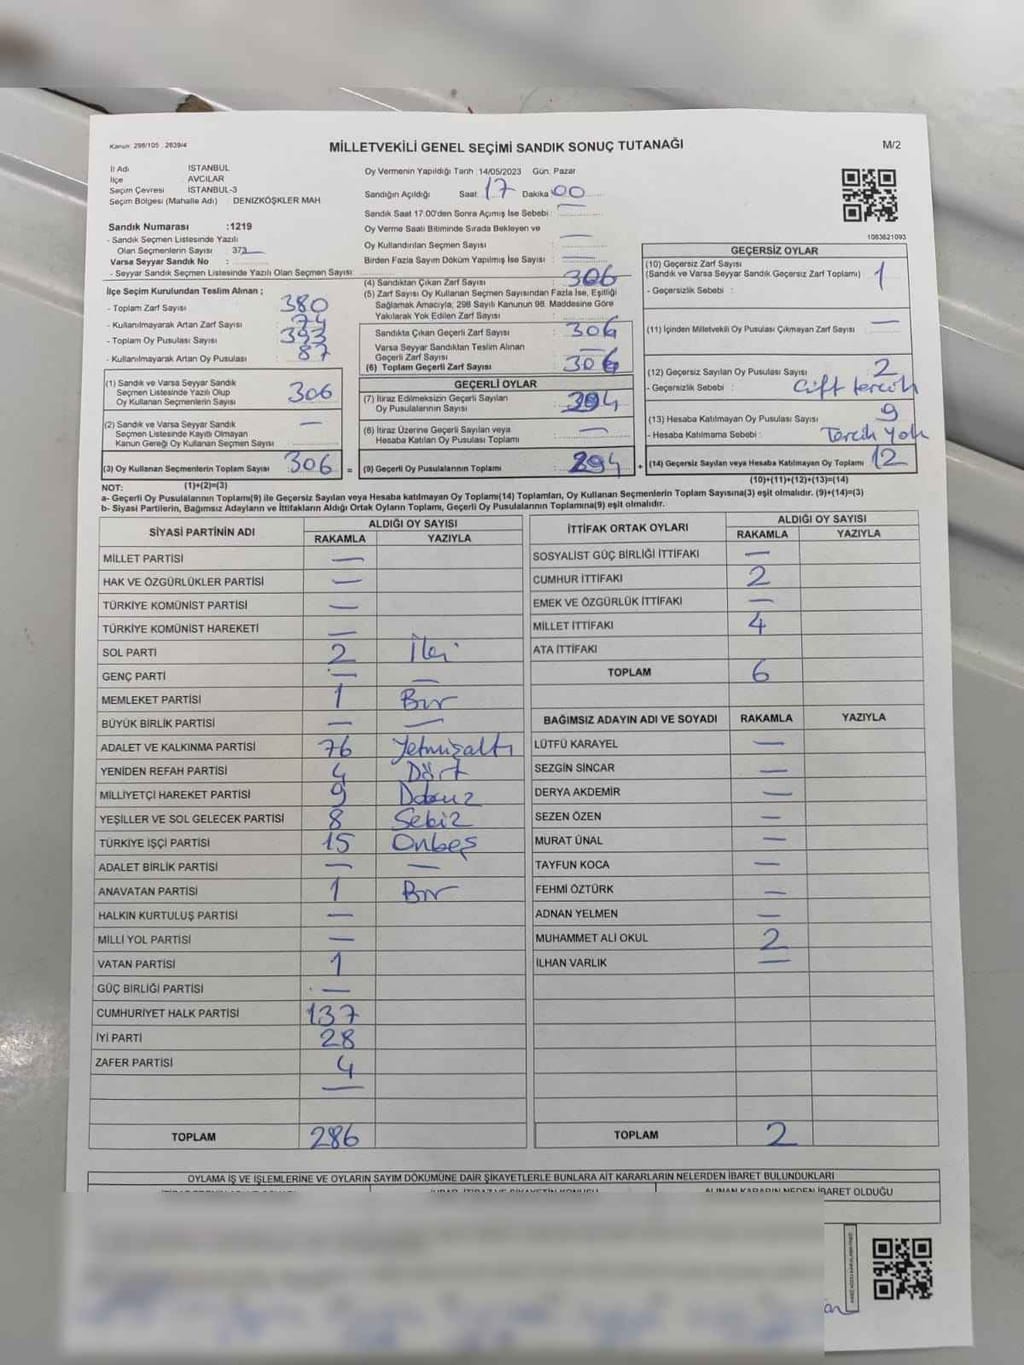 Kanun: 298/105 , 2839/4
MİLLETVEKİLİ GENEL SEÇİMİ SANDIK SONUÇ TUTANAĞI
M/2
İl Adı İSTANBUL
İlçe AVCILAR
Seçim Çevresi İSTANBUL-3
Seçim Bölgesi (Mahalle Adı) DENİZKÖŞKLER MAH
Sandık Numarası :1219
- Sandık Seçmen Listesinde Yazılı
Olan Seçmenlerin Sayısı : 373
Varsa Seyyar Sandık No :
- Seyyar Sandık Seçmen Listesinde Yazılı Olan Seçmen Sayısı :
Oy Vermenin Yapıldığı Tarih :14/05/2023 Gün: Pazar
Sandığın Açıldığı Saat: 17 Dakika: 00
Sandık Saat 17.00'den Sonra Açımış İse Sebebi : —
Oy Verme Saati Bitiminde Sırada Bekleyen ve
Oy Kullandırılan Seçmen Sayısı : —
Birden Fazla Sayım Döküm Yapılmış İse Sayısı : —
1083821093
İlçe Seçim Kurulundan Teslim Alınan ;
- Toplam Zarf Sayısı : 380
- Kullanılmayarak Artan Zarf Sayısı : 74
- Toplam Oy Pusulası Sayısı : 393
- Kullanılmayarak Artan Oy Pusulası : 87
(1) Sandık ve Varsa Seyyar Sandık
Seçmen Listesinde Yazılı Olup
Oy Kullanan Seçmenlerin Sayısı : 306
(2) Sandık ve Varsa Seyyar Sandık
Seçmen Listesinde Kayıtlı Olmayan
Kanun Gereği Oy Kullanan Seçmen Sayısı : —
(3) Oy Kullanan Seçmenlerin Toplam Sayısı : 306 =
(4) Sandıktan Çıkan Zarf Sayısı : 306
(5) Zarf Sayısı Oy Kullanan Seçmen Sayısından Fazla İse, Eşitliği
Sağlamak Amacıyla, 298 Sayılı Kanunun 98. Maddesine Göre
Yakılarak Yok Edilen Zarf Sayısı :
Sandıkta Çıkan Geçerli Zarf Sayısı : 306
Varsa Seyyar Sandıktan Teslim Alınan
Geçerli Zarf Sayısı : —
(6) Toplam Geçerli Zarf Sayısı : 306
GEÇERLİ OYLAR
(7) İtiraz Edilmeksizin Geçerli Sayılan
Oy Pusulalarının Sayısı : 294
(8) İtiraz Üzerine Geçerli Sayılan veya
Hesaba Katılan Oy Pusulası Toplamı : —
(9) Geçerli Oy Pusulalarının Toplamı : 294 +
GEÇERSİZ OYLAR
(10) Geçersiz Zarf Sayısı
(Sandık ve Varsa Seyyar Sandık Geçersiz Zarf Toplamı) : 1
- Geçersizlik Sebebi :
(11) İçinden Milletvekili Oy Pusulası Çıkmayan Zarf Sayısı : —
(12) Geçersiz Sayılan Oy Pusulası Sayısı : 2
- Geçersizlik Sebebi : Çift tercih
(13) Hesaba Katılmayan Oy Pusulası Sayısı : 9
- Hesaba Katılmama Sebebi : Tercih yok
(14) Geçersiz Sayılan veya Hesaba Katılmayan Oy Toplamı : 12
NOT: (1)+(2)=(3)
(10)+(11)+(12)+(13)=(14)
a- Geçerli Oy Pusulalarının Toplamı(9) ile Geçersiz Sayılan veya Hesaba katılmayan Oy Toplamı(14) Toplamları, Oy Kullanan Seçmenlerin Toplam Sayısına(3) eşit olmalıdır. (9)+(14)=(3)
b- Siyasi Partilerin, Bağımsız Adayların ve İttifakların Aldığı Ortak Oyların Toplamı, Geçerli Oy Pusulalarının Toplamına(9) eşit olmalıdır.
SİYASİ PARTİNİN ADI ALDIĞI OY SAYISI
RAKAMLA YAZIYLA
MİLLET PARTİSİ —
HAK VE ÖZGÜRLÜKLER PARTİSİ —
TÜRKİYE KOMÜNİST PARTİSİ —
TÜRKİYE KOMÜNİST HAREKETİ —
SOL PARTİ 2 İki
GENÇ PARTİ — —
MEMLEKET PARTİSİ 1 Bir
BÜYÜK BİRLİK PARTİSİ — —
ADALET VE KALKINMA PARTİSİ 76 Yetmişaltı
YENİDEN REFAH PARTİSİ 4 Dört
MİLLİYETÇİ HAREKET PARTİSİ 9 Dokuz
YEŞİLLER VE SOL GELECEK PARTİSİ 8 Sekiz
TÜRKİYE İŞÇİ PARTİSİ 15 Onbeş
ADALET BİRLİK PARTİSİ — —
ANAVATAN PARTİSİ 1 Bir
HALKIN KURTULUŞ PARTİSİ —
MİLLİ YOL PARTİSİ —
VATAN PARTİSİ 1
GÜÇ BİRLİĞİ PARTİSİ —
CUMHURİYET HALK PARTİSİ 137
İYİ PARTİ 28
ZAFER PARTİSİ 4
—
TOPLAM 286
İTTİFAK ORTAK OYLARI ALDIĞI OY SAYISI
RAKAMLA YAZIYLA
SOSYALİST GÜÇ BİRLİĞİ İTTİFAKI —
CUMHUR İTTİFAKI 2
EMEK VE ÖZGÜRLÜK İTTİFAKI —
MİLLET İTTİFAKI 4
ATA İTTİFAKI
TOPLAM 6
BAĞIMSIZ ADAYIN ADI VE SOYADI RAKAMLA YAZIYLA
LÜTFÜ KARAYEL —
SEZGİN SİNCAR —
DERYA AKDEMİR —
SEZEN ÖZEN —
MURAT ÜNAL —
TAYFUN KOCA —
FEHMİ ÖZTÜRK —
ADNAN YELMEN —
MUHAMMET ALİ OKUL 2
İLHAN VARLIK —
TOPLAM 2
OYLAMA İŞ VE İŞLEMLERİNE VE OYLARIN SAYIM DÖKÜMÜNE DAİR ŞİKAYETLERLE BUNLARA AİT KARARLARIN NELERDEN İBARET BULUNDUKLARI
ALINAN KARARIN NEDEN İBARET OLDUĞU